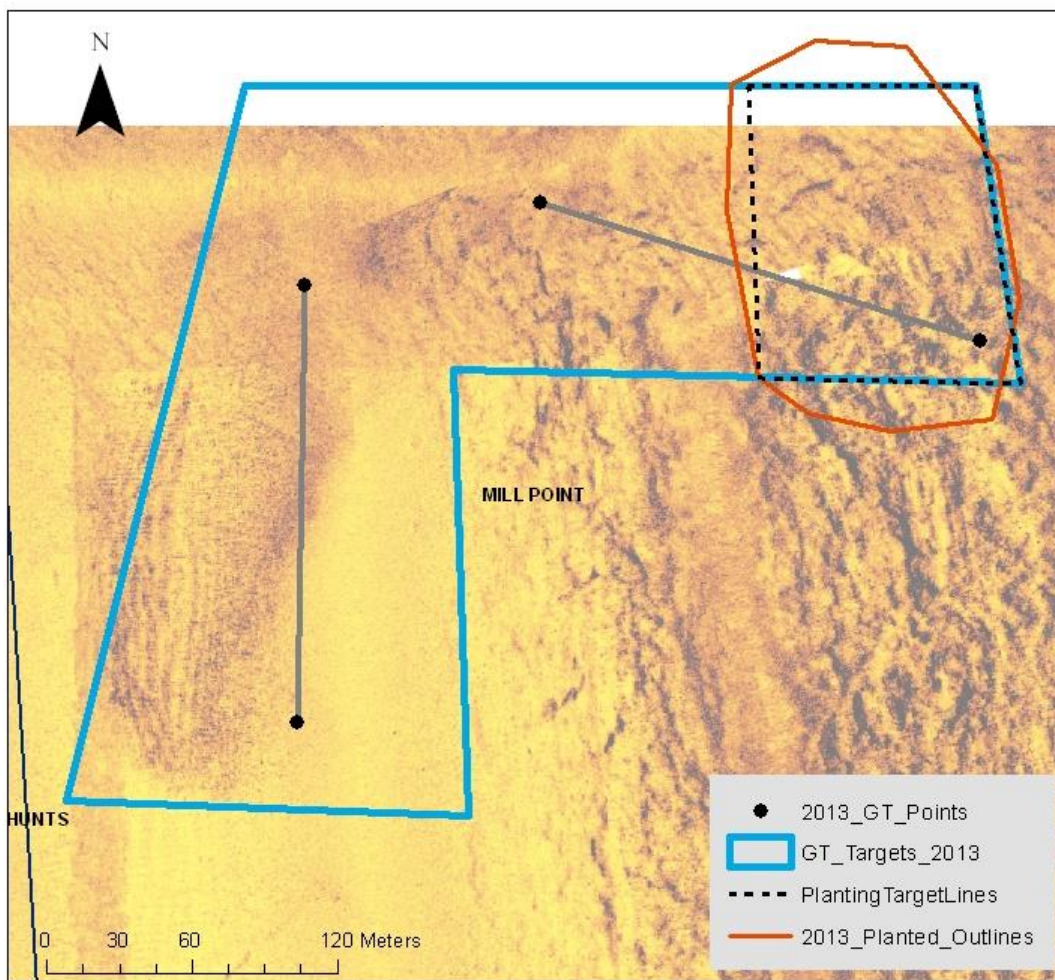 N
MILL POINT
HUNTS
2013_GT_Points
GT_Targets_2013
PlantingTargetLines
2013_Planted_Outlines
0 30 60 120 Meters